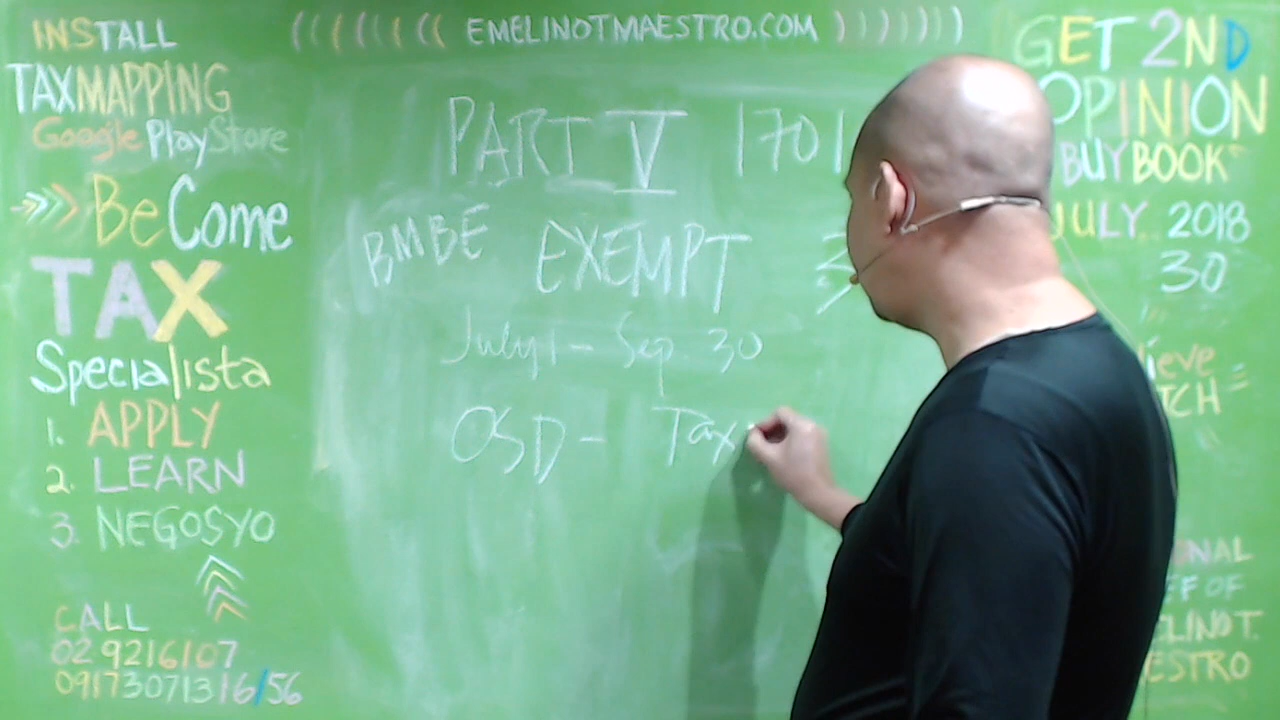 INSTALL
TAXMAPPING
Google PlayStore
>>> BeCome
TAX
Specialista
1. APPLY
2. LEARN
3. NEGOSYO
CALL
02 9216107
09173071316/56
(((((((( EMELINOTMAESTRO.COM ))))))))
PART V 1701
BMBE EXEMPT
July 1 - Sep. 30
OSD - Tax
GET 2ND
OPINION
BUYBOOK
JULY 2018
30